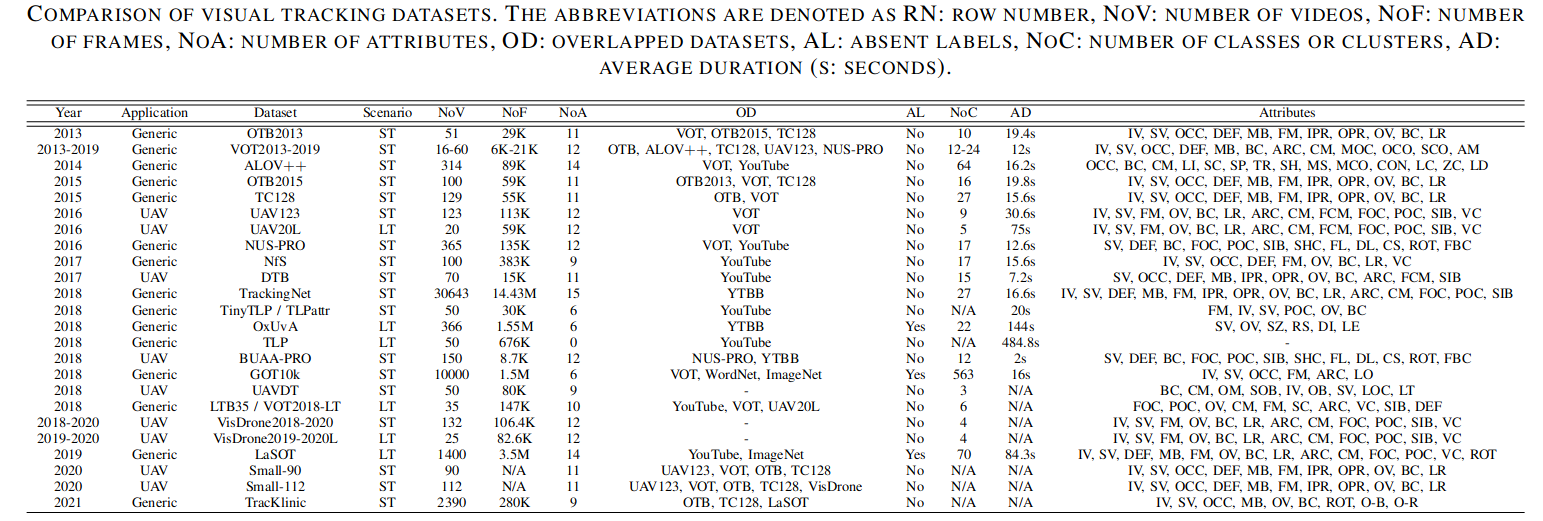 COMPARISON OF VISUAL TRACKING DATASETS. THE ABBREVIATIONS ARE DENOTED AS RN: ROW NUMBER, NOV: NUMBER OF VIDEOS, NOF: NUMBER
OF FRAMES, NOA: NUMBER OF ATTRIBUTES, OD: OVERLAPPED DATASETS, AL: ABSENT LABELS, NOC: NUMBER OF CLASSES OR CLUSTERS, AD:
AVERAGE DURATION (S: SECONDS).
Year Application Dataset Scenario NoV NoF NoA OD AL NoC AD Attributes
2013 Generic OTB2013 ST 51 29K 11 VOT, OTB2015, TC128 No 10 19.4s IV, SV, OCC, DEF, MB, FM, IPR, OPR, OV, BC, LR
2013-2019 Generic VOT2013-2019 ST 16-60 6K-21K 12 OTB, ALOV++, TC128, UAV123, NUS-PRO No 12-24 12s IV, SV, OCC, DEF, MB, BC, ARC, CM, MOC, OCO, SCO, AM
2014 Generic ALOV++ ST 314 89K 14 VOT, YouTube No 64 16.2s OCC, BC, CM, LI, SC, SP, TR, SH, MS, MCO, CON, LC, ZC, LD
2015 Generic OTB2015 ST 100 59K 11 OTB2013, VOT, TC128 No 16 19.8s IV, SV, OCC, DEF, MB, FM, IPR, OPR, OV, BC, LR
2015 Generic TC128 ST 129 55K 11 OTB, VOT No 27 15.6s IV, SV, OCC, DEF, MB, FM, IPR, OPR, OV, BC, LR
2016 UAV UAV123 ST 123 113K 12 VOT No 9 30.6s IV, SV, FM, OV, BC, LR, ARC, CM, FCM, FOC, POC, SIB, VC
2016 UAV UAV20L LT 20 59K 12 VOT No 5 75s IV, SV, FM, OV, BC, LR, ARC, CM, FCM, FOC, POC, SIB, VC
2016 Generic NUS-PRO ST 365 135K 12 VOT, YouTube No 17 12.6s SV, DEF, BC, FOC, POC, SIB, SHC, FL, DL, CS, ROT, FBC
2017 Generic NfS ST 100 383K 9 YouTube No 17 15.6s IV, SV, OCC, DEF, FM, OV, BC, LR, VC
2017 UAV DTB ST 70 15K 11 YouTube No 15 7.2s SV, OCC, DEF, MB, IPR, OPR, OV, BC, ARC, FCM, SIB
2018 Generic TrackingNet ST 30643 14.43M 15 YTBB No 27 16.6s IV, SV, DEF, MB, FM, IPR, OPR, OV, BC, LR, ARC, CM, FOC, POC, SIB
2018 Generic TinyTLP / TLPattr ST 50 30K 6 YouTube No N/A 20s FM, IV, SV, POC, OV, BC
2018 Generic OxUvA LT 366 1.55M 6 YTBB Yes 22 144s SV, OV, SZ, RS, DI, LE
2018 Generic TLP LT 50 676K 0 YouTube No N/A 484.8s -
2018 UAV BUAA-PRO ST 150 8.7K 12 NUS-PRO, YTBB No 12 2s SV, DEF, BC, FOC, POC, SIB, SHC, FL, DL, CS, ROT, FBC
2018 Generic GOT10k ST 10000 1.5M 6 VOT, WordNet, ImageNet Yes 563 16s IV, SV, OCC, FM, ARC, LO
2018 UAV UAVDT ST 50 80K 9 - No 3 N/A BC, CM, OM, SOB, IV, OB, SV, LOC, LT
2018 Generic LTB35 / VOT2018-LT LT 35 147K 10 YouTube, VOT, UAV20L No 6 N/A FOC, POC, OV, CM, FM, SC, ARC, VC, SIB, DEF
2018-2020 UAV VisDrone2018-2020 ST 132 106.4K 12 - No 4 N/A IV, SV, FM, OV, BC, LR, ARC, CM, FOC, POC, SIB, VC
2019-2020 UAV VisDrone2019-2020L LT 25 82.6K 12 - No 4 N/A IV, SV, FM, OV, BC, LR, ARC, CM, FOC, POC, SIB, VC
2019 Generic LaSOT LT 1400 3.5M 14 YouTube, ImageNet Yes 70 84.3s IV, SV, DEF, MB, FM, OV, BC, LR, ARC, CM, FOC, POC, VC, ROT
2020 UAV Small-90 ST 90 N/A 11 UAV123, VOT, OTB, TC128 No N/A N/A IV, SV, OCC, DEF, MB, FM, IPR, OPR, OV, BC, LR
2020 UAV Small-112 ST 112 N/A 11 UAV123, VOT, OTB, TC128, VisDrone No N/A N/A IV, SV, OCC, DEF, MB, FM, IPR, OPR, OV, BC, LR
2021 Generic TracKlinic ST 2390 280K 9 OTB, TC128, LaSOT No N/A N/A IV, SV, OCC, MB, OV, BC, ROT, O-B, O-R